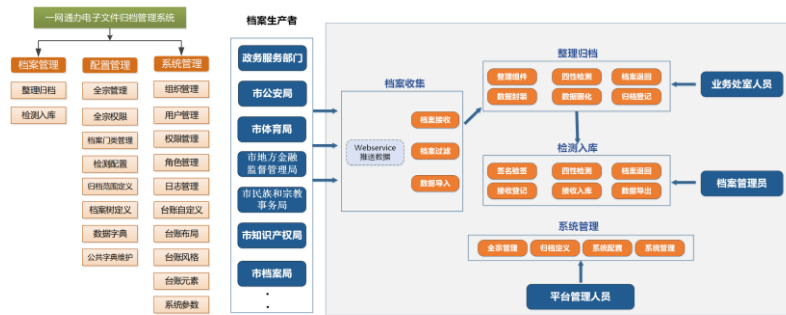 一网通办电子文件归档管理系统
档案管理
配置管理
系统管理
整理归档
检测入库
全宗管理
全宗权限
档案门类管理
检测配置
归档范围定义
档案树定义
数据字典
公共字典维护
组织管理
用户管理
权限管理
角色管理
日志管理
台账自定义
台账布局
台账风格
台账元素
系统参数
档案生产者
政务服务部门
市公安局
市体育局
市地方金融
监督管理局
市民族和宗教
事务局
市知识产权局
市档案局
档案收集
Webservice
推送数据
档案接收
档案过滤
数据导入
整理归档
整理组件
四性检测
档案返回
数据封装
数据固化
归档登记
业务处室人员
检测入库
签名验签
四性检测
档案返回
接收登记
接收入库
数据导出
档案管理员
系统管理
全宗管理
归档定义
系统配置
系统管理
平台管理人员